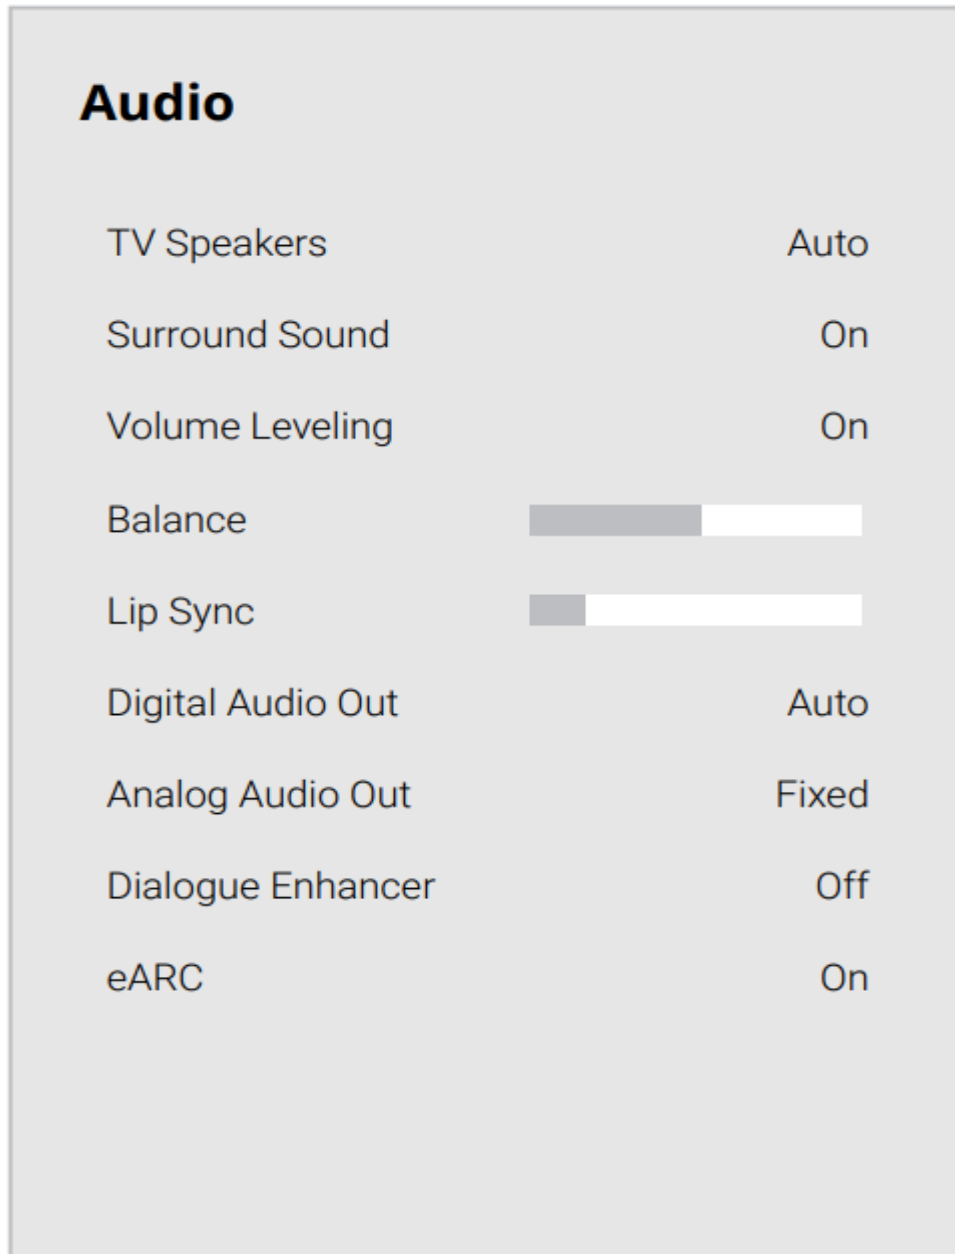 Audio
TV Speakers Auto
Surround Sound On
Volume Leveling On
Balance
Lip Sync
Digital Audio Out Auto
Analog Audio Out Fixed
Dialogue Enhancer Off
eARC On